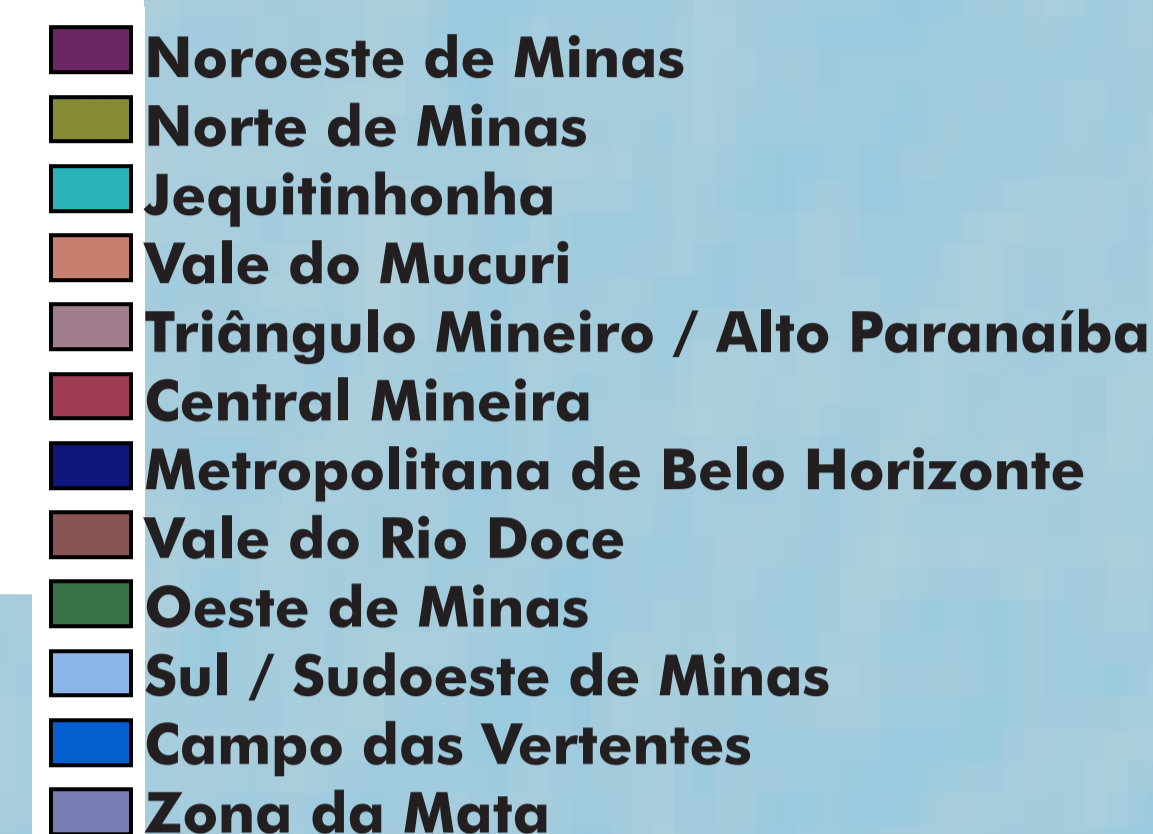 Noroeste de Minas
Norte de Minas
Jequitinhonha
Vale do Mucuri
Triângulo Mineiro / Alto Paranaíba
Central Mineira
Metropolitana de Belo Horizonte
Vale do Rio Doce
Oeste de Minas
Sul / Sudoeste de Minas
Campo das Vertentes
Zona da Mata